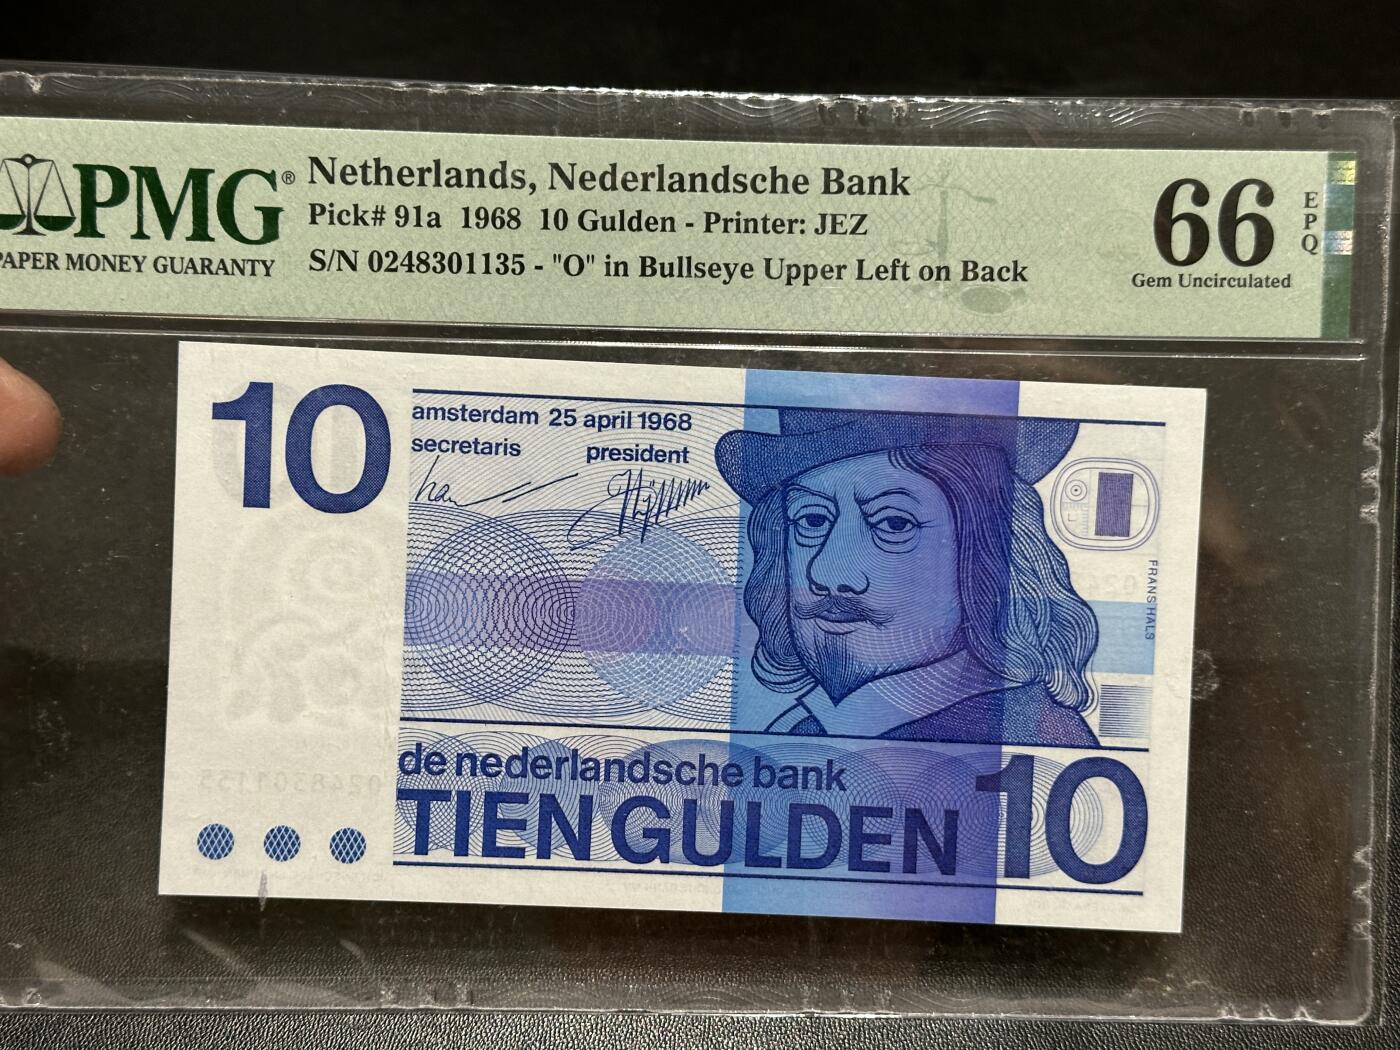 PMG®
PAPER MONEY GUARANTY
Netherlands, Nederlandsche Bank
Pick# 91a 1968 10 Gulden - Printer: JEZ
S/N 0248301135 - "O" in Bullseye Upper Left on Back
66
EPQ
Gem Uncirculated
10
amsterdam 25 april 1968
secretaris president
FRANS HALS
de nederlandsche bank
TIEN GULDEN
10